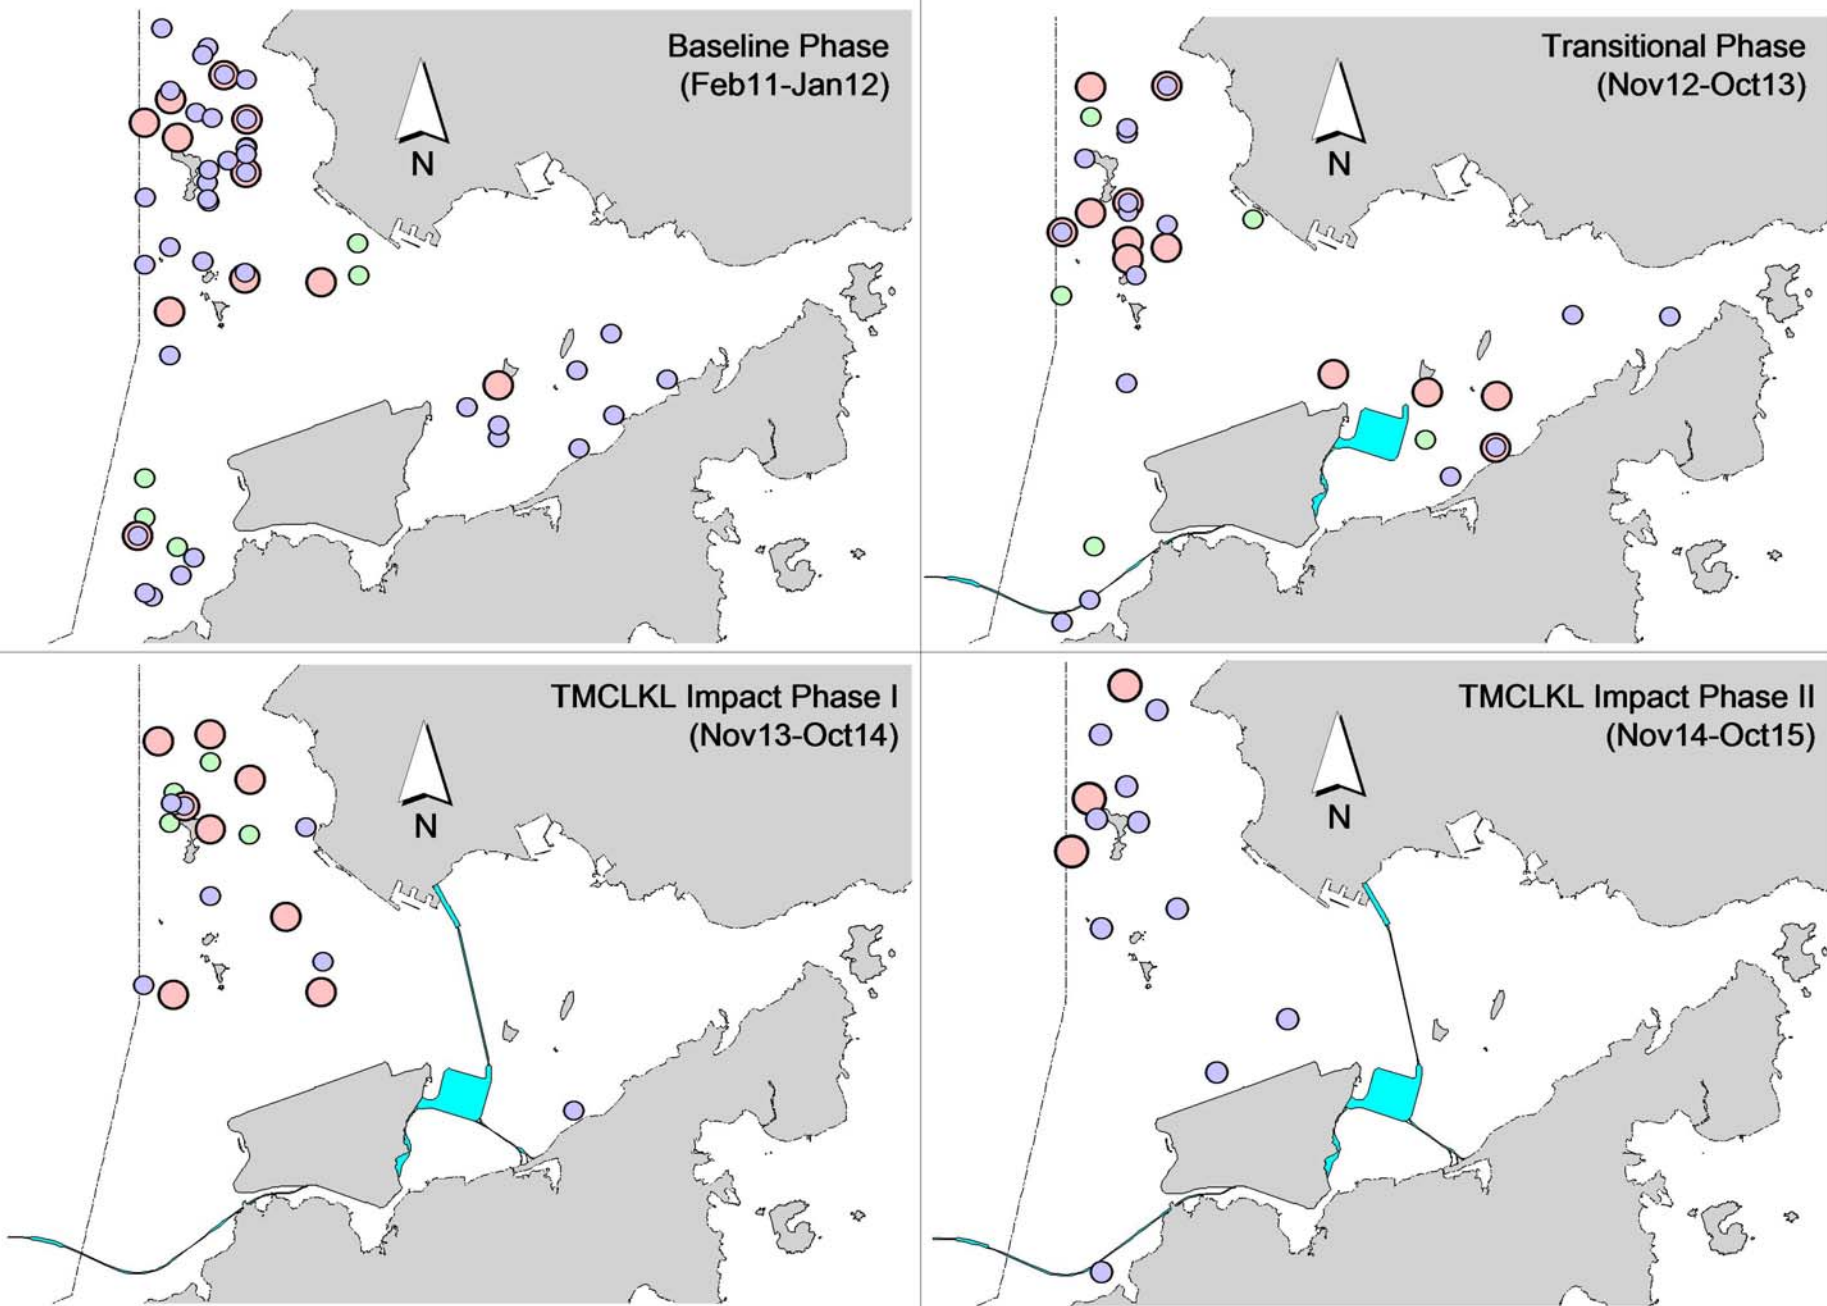 Baseline Phase
(Feb11-Jan12)
N
Transitional Phase
(Nov12-Oct13)
N
TMCLKL Impact Phase I
(Nov13-Oct14)
N
TMCLKL Impact Phase II
(Nov14-Oct15)
N